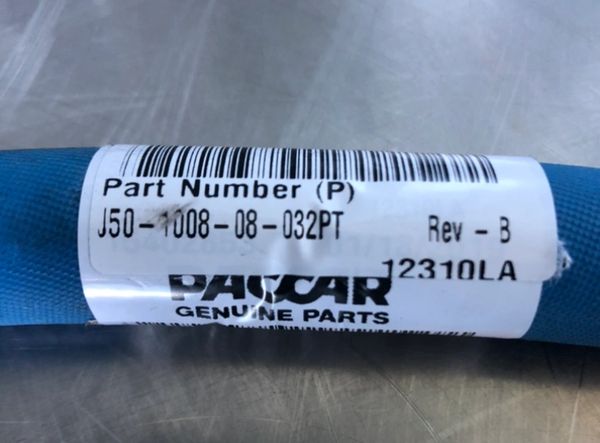 Part Number (P)
J50-1008-08-032PT Rev - B
12310LA
PACCAR
GENUINE PARTS